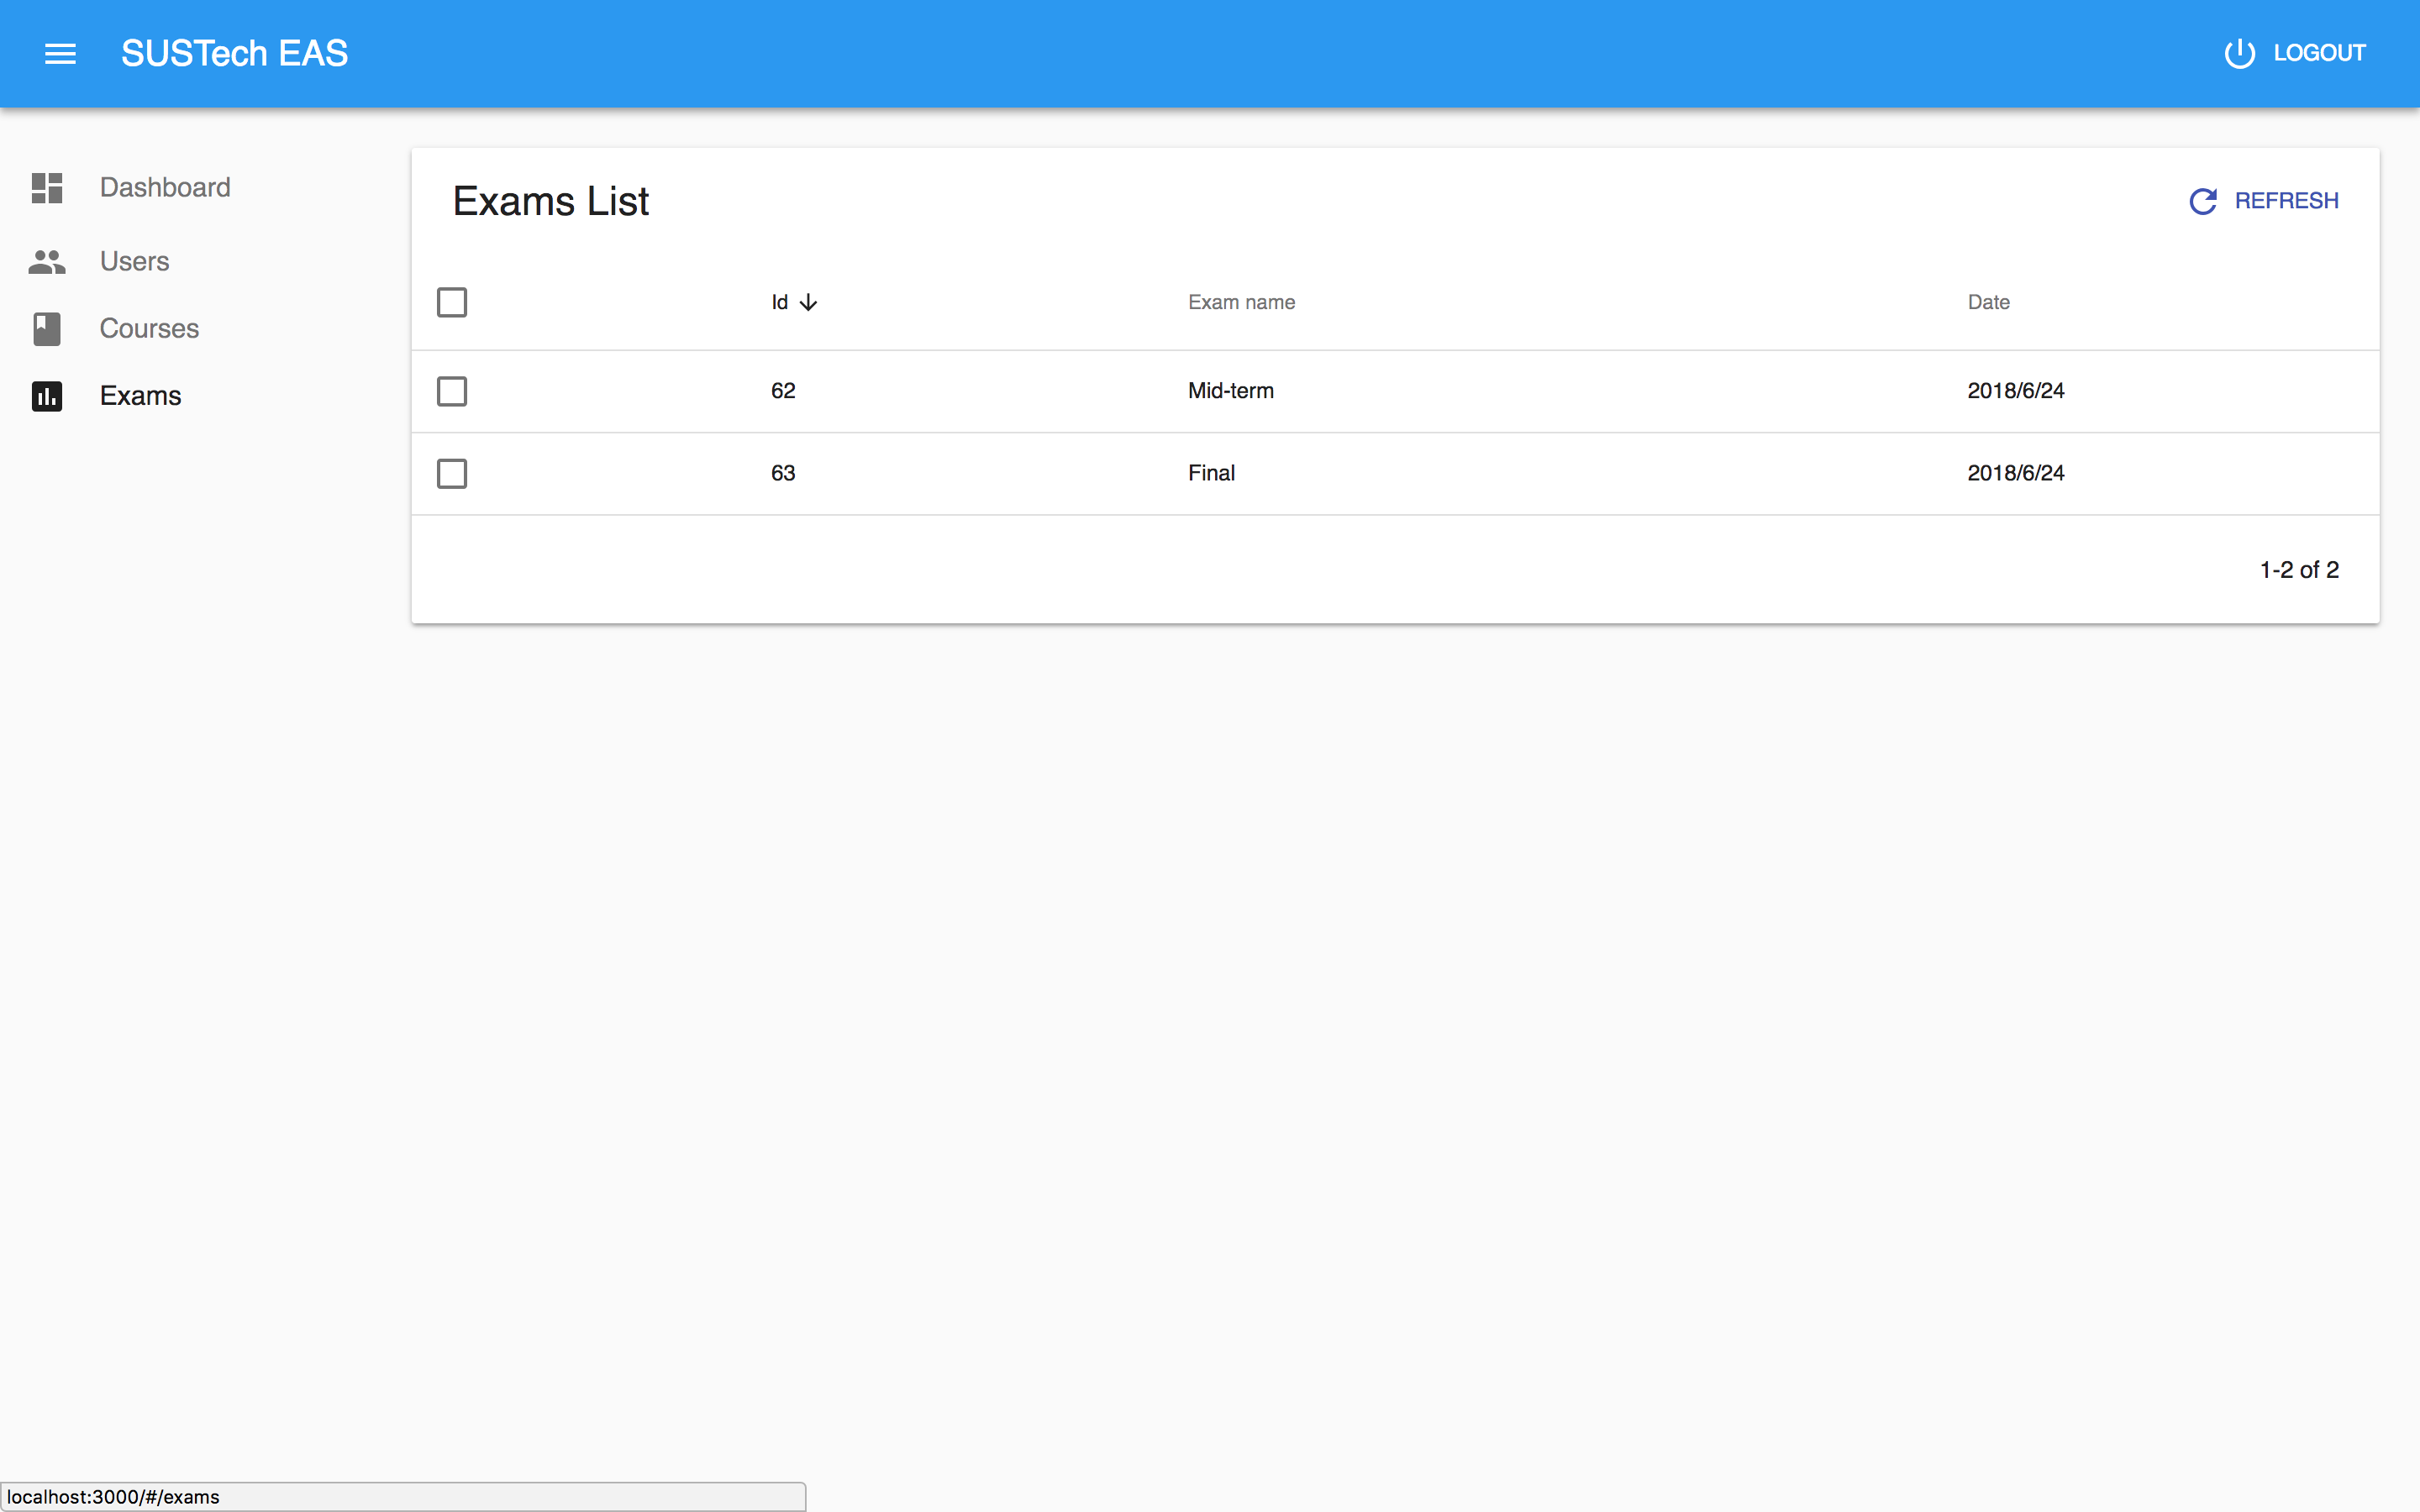 SUSTech EAS
LOGOUT
Dashboard
Users
Courses
Exams
Exams List
REFRESH
Id Exam name Date
62 Mid-term 2018/6/24
63 Final 2018/6/24
1-2 of 2
localhost:3000/#/exams